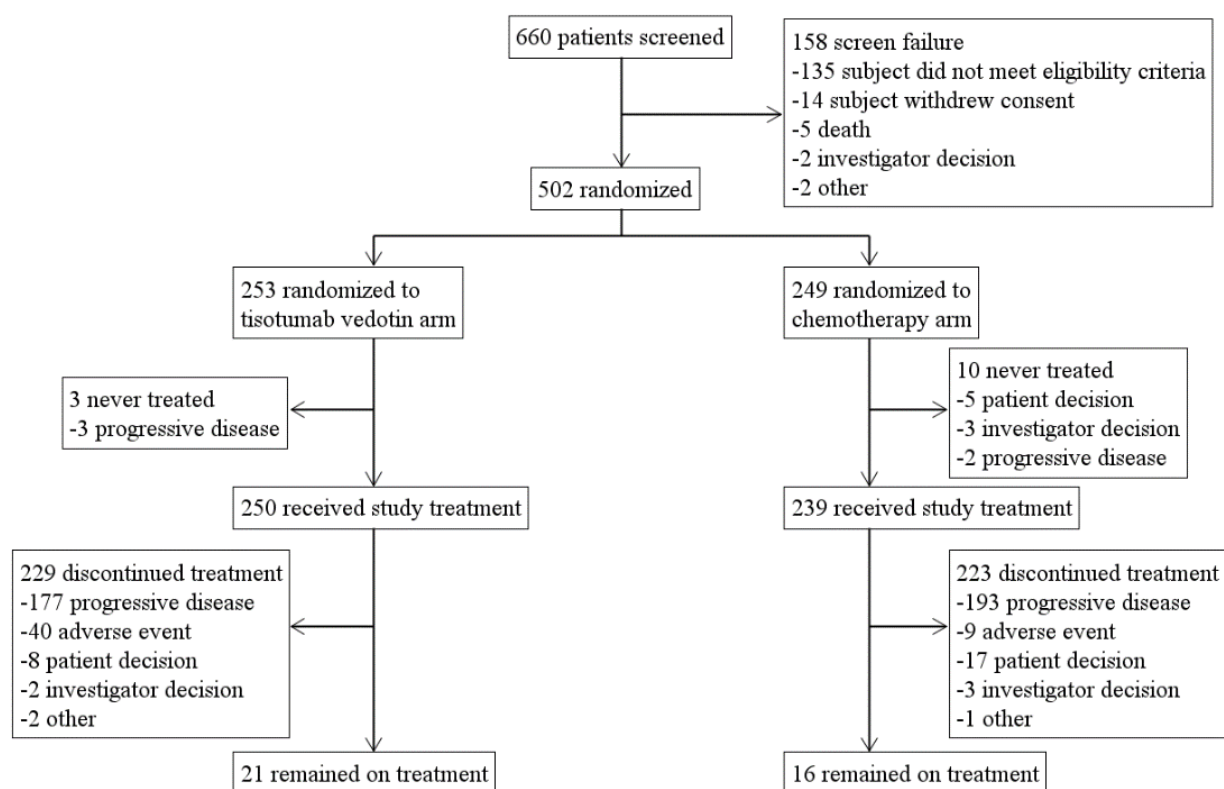 660 patients screened
158 screen failure
-135 subject did not meet eligibility criteria
-14 subject withdrew consent
-5 death
-2 investigator decision
-2 other
502 randomized
253 randomized to
tisotumab vedotin arm
249 randomized to
chemotherapy arm
3 never treated
-3 progressive disease
10 never treated
-5 patient decision
-3 investigator decision
-2 progressive disease
250 received study treatment
239 received study treatment
229 discontinued treatment
-177 progressive disease
-40 adverse event
-8 patient decision
-2 investigator decision
-2 other
223 discontinued treatment
-193 progressive disease
-9 adverse event
-17 patient decision
-3 investigator decision
-1 other
21 remained on treatment
16 remained on treatment